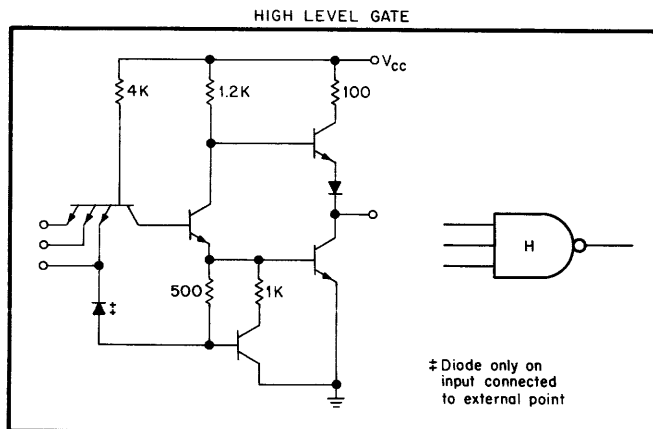 HIGH LEVEL GATE
VCC
4K
1.2K
100
H
500
1K
‡
‡ Diode only on
input connected
to external point